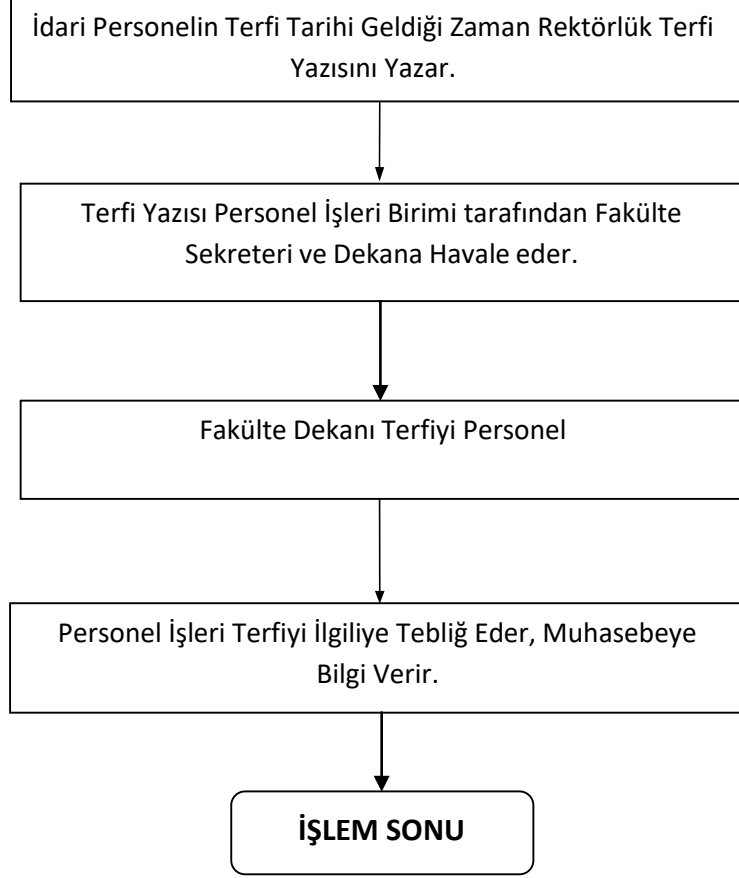 İdari Personelin Terfi Tarihi Geldiği Zaman Rektörlük Terfi
Yazısını Yazar.
Terfi Yazısı Personel İşleri Birimi tarafından Fakülte
Sekreteri ve Dekana Havale eder.
Fakülte Dekanı Terfiyi Personel
Personel İşleri Terfiyi İlgiliye Tebliğ Eder, Muhasebeye
Bilgi Verir.
İŞLEM SONU